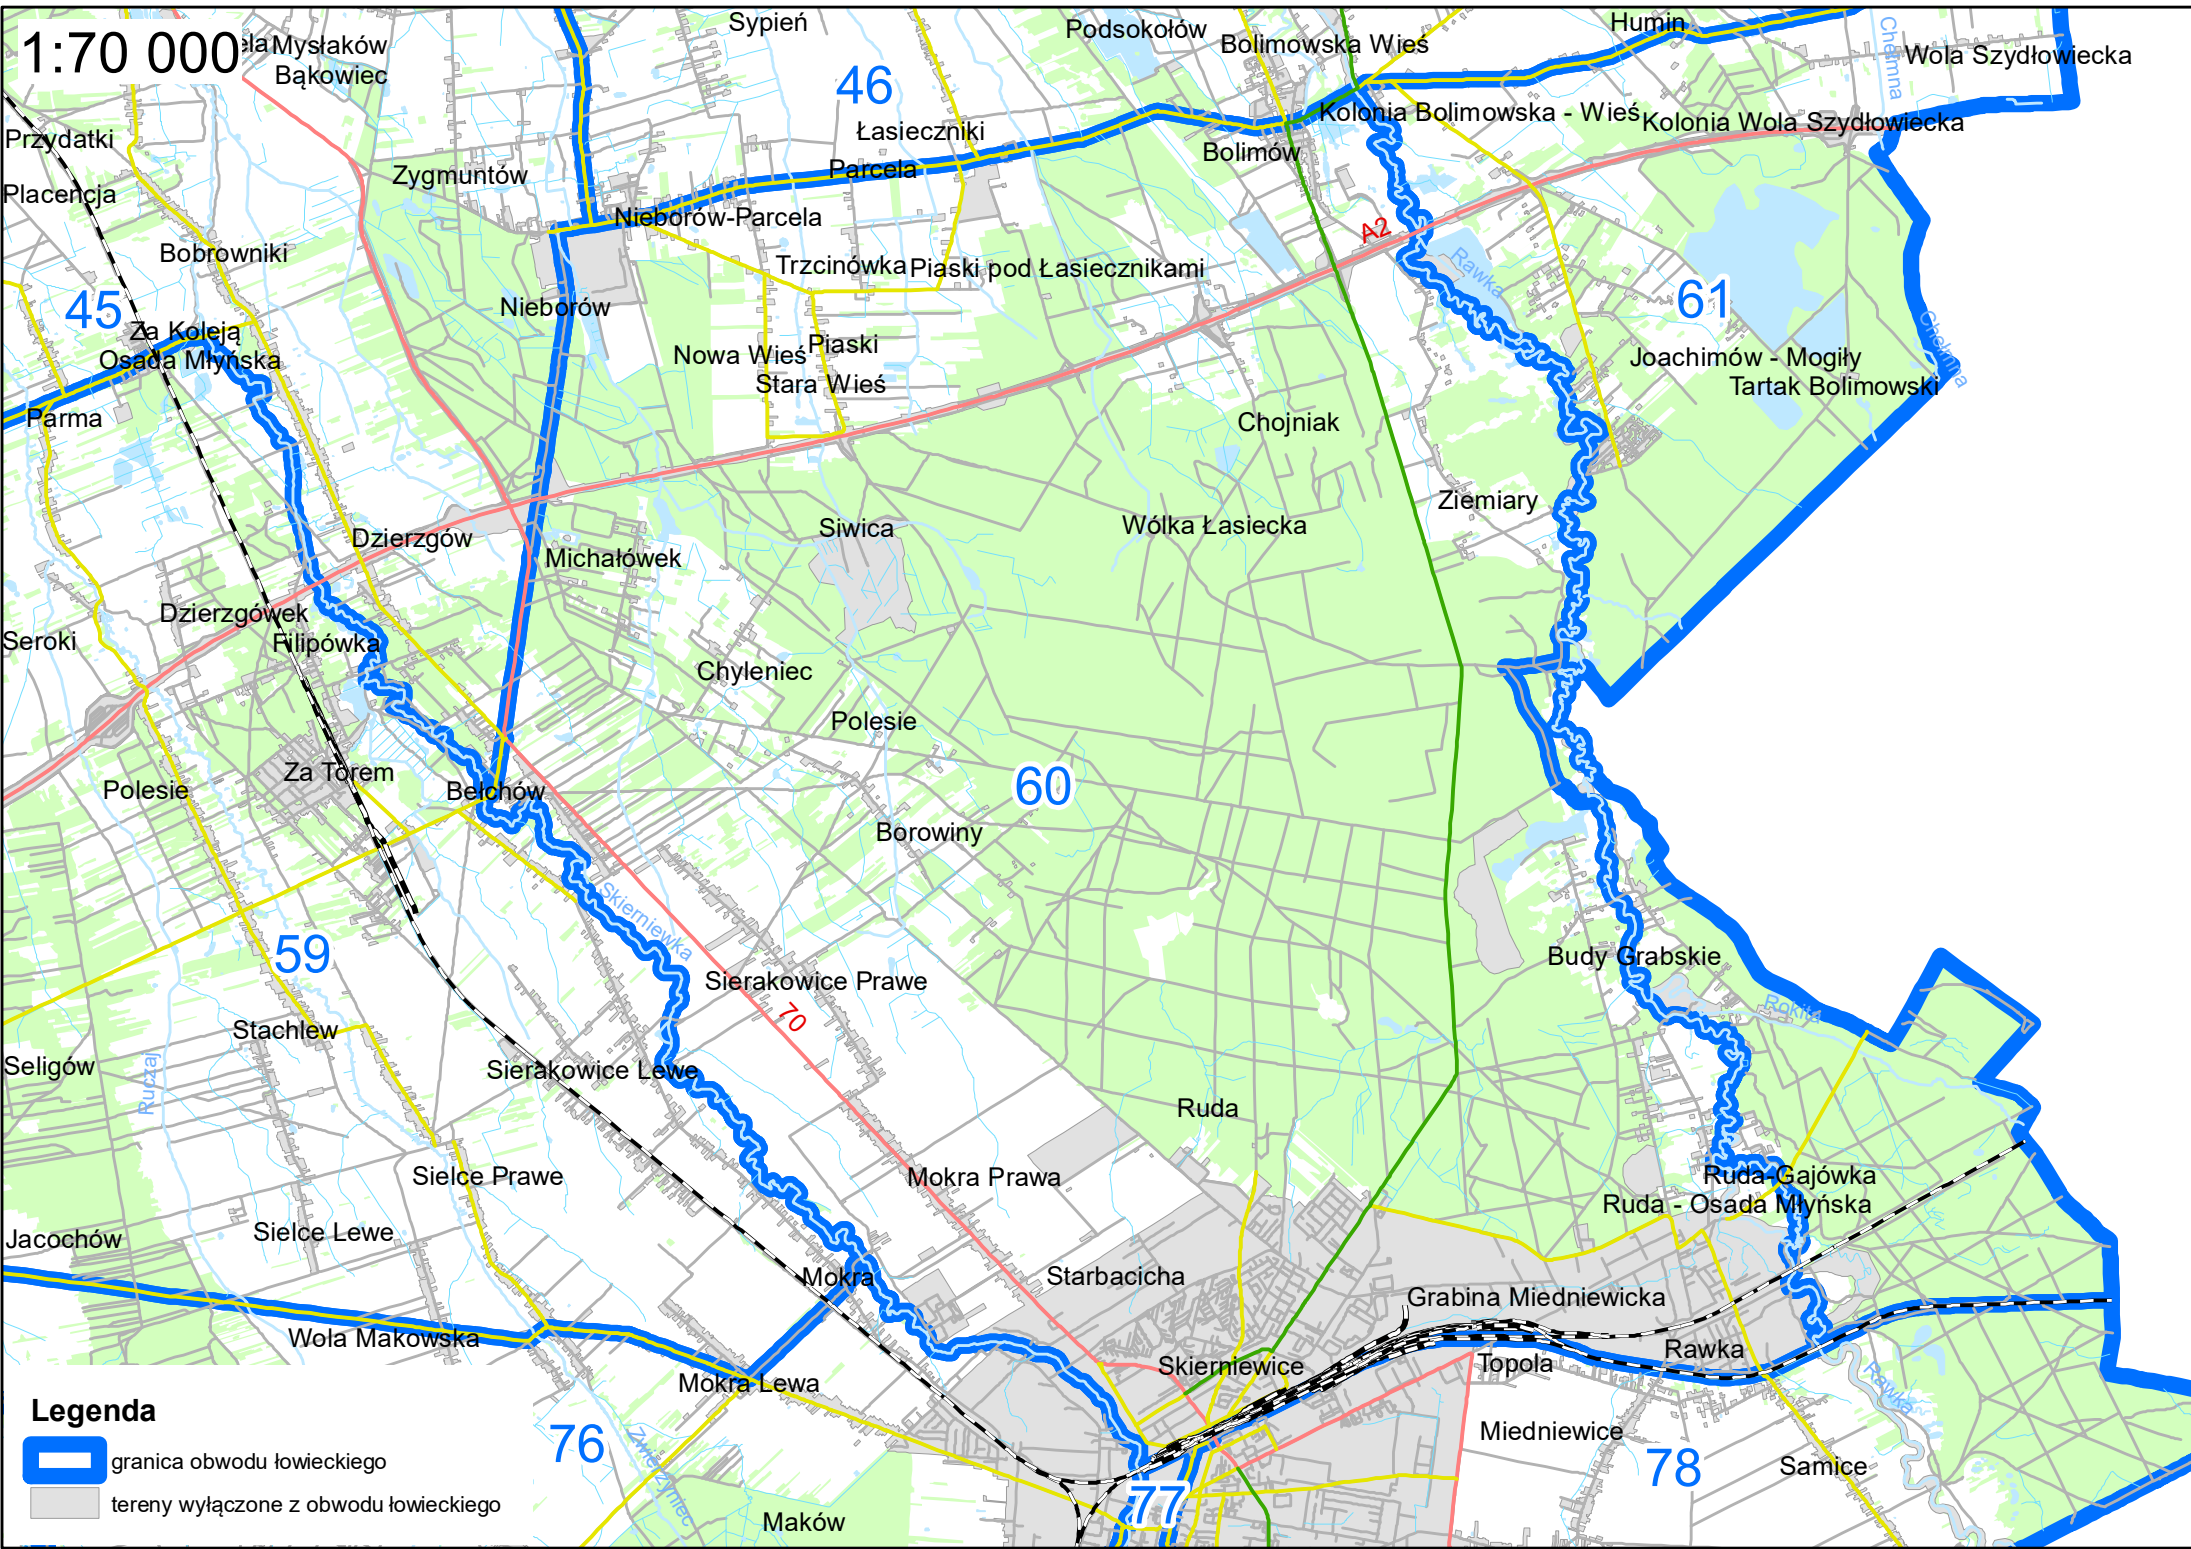 1:70 000
ela
Mysłaków
Bąkowiec
Sypień
Podsokołów
Bolimowska Wieś
Humin
Chełmna
Wola Szydłowiecka
46
Przydatki
Łasieczniki
Kolonia Bolimowska - Wieś
Kolonia Wola Szydłowiecka
Bolimów
Parcela
Zygmuntów
Placencja
Nieborów-Parcela
A2
Bobrowniki
Trzcinówka
Piaski pod Łasiecznikami
Rawka
45
Nieborów
61
Za Koleją
Osada Młyńska
Nowa Wieś
Piaski
Stara Wieś
Joachimów - Mogiły
Tartak Bolimowski
Chełmna
Parma
Chojniak
Ziemiary
Siwica
Wólka Łasiecka
Dzierzgów
Michałówek
Dzierzgówek
Filipówka
Seroki
Chyleniec
Polesie
Za Torem
Polesie
Bełchów
60
Borowiny
Skierniewka
59
Sierakowice Prawe
70
Budy Grabskie
Rokita
Stachlew
Seligów
Ruczaj
Sierakowice Lewe
Ruda
Sielce Prawe
Mokra Prawa
Ruda-Gajówka
Ruda - Osada Młyńska
Sielce Lewe
Jacochów
Mokra
Starbacicha
Grabina Miedniewicka
Wola Makowska
Skierniewice
Topola
Rawka
Mokra Lewa
Rawka
Legenda
granica obwodu łowieckiego
tereny wyłączone z obwodu łowieckiego
76
Zwierzyniec
Miedniewice
78
Samice
77
Maków